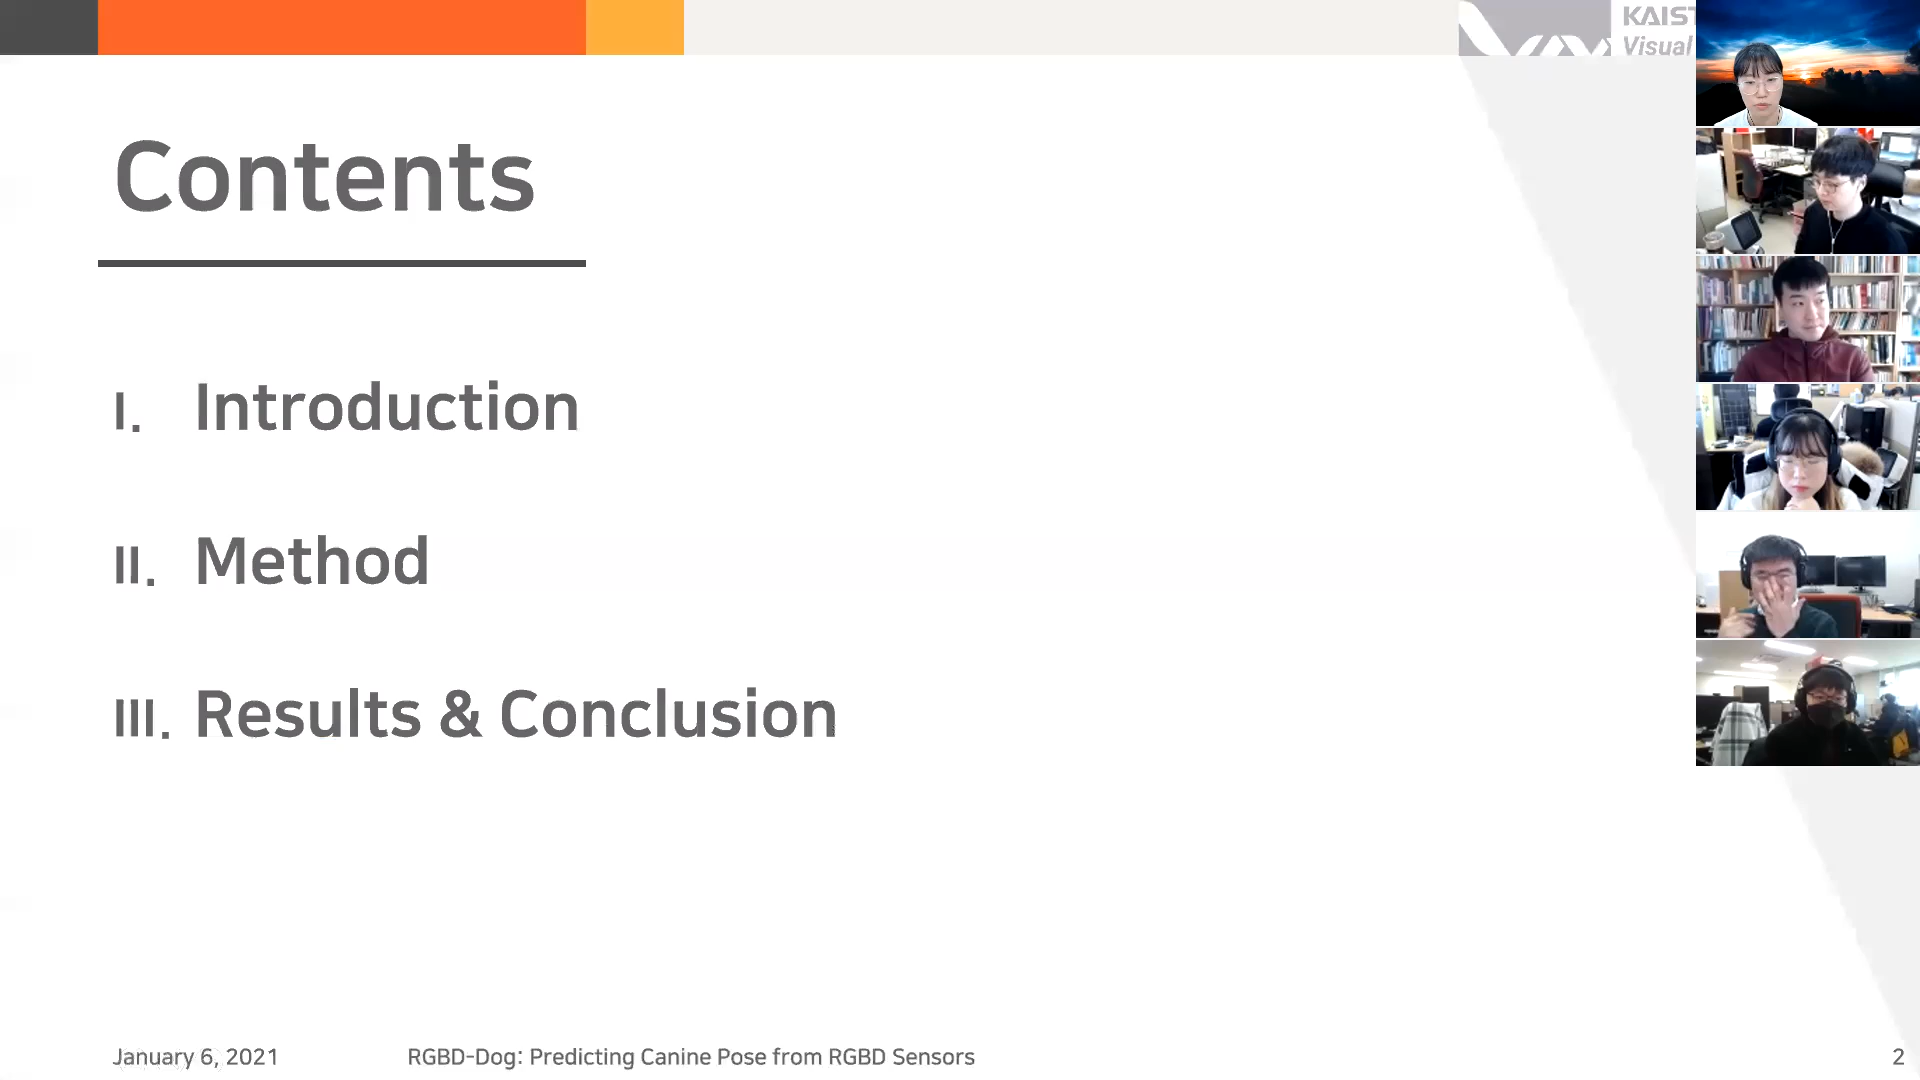 KAIST
Visual
Contents
I. Introduction
II. Method
III. Results & Conclusion
January 6, 2021
RGBD-Dog: Predicting Canine Pose from RGBD Sensors
2